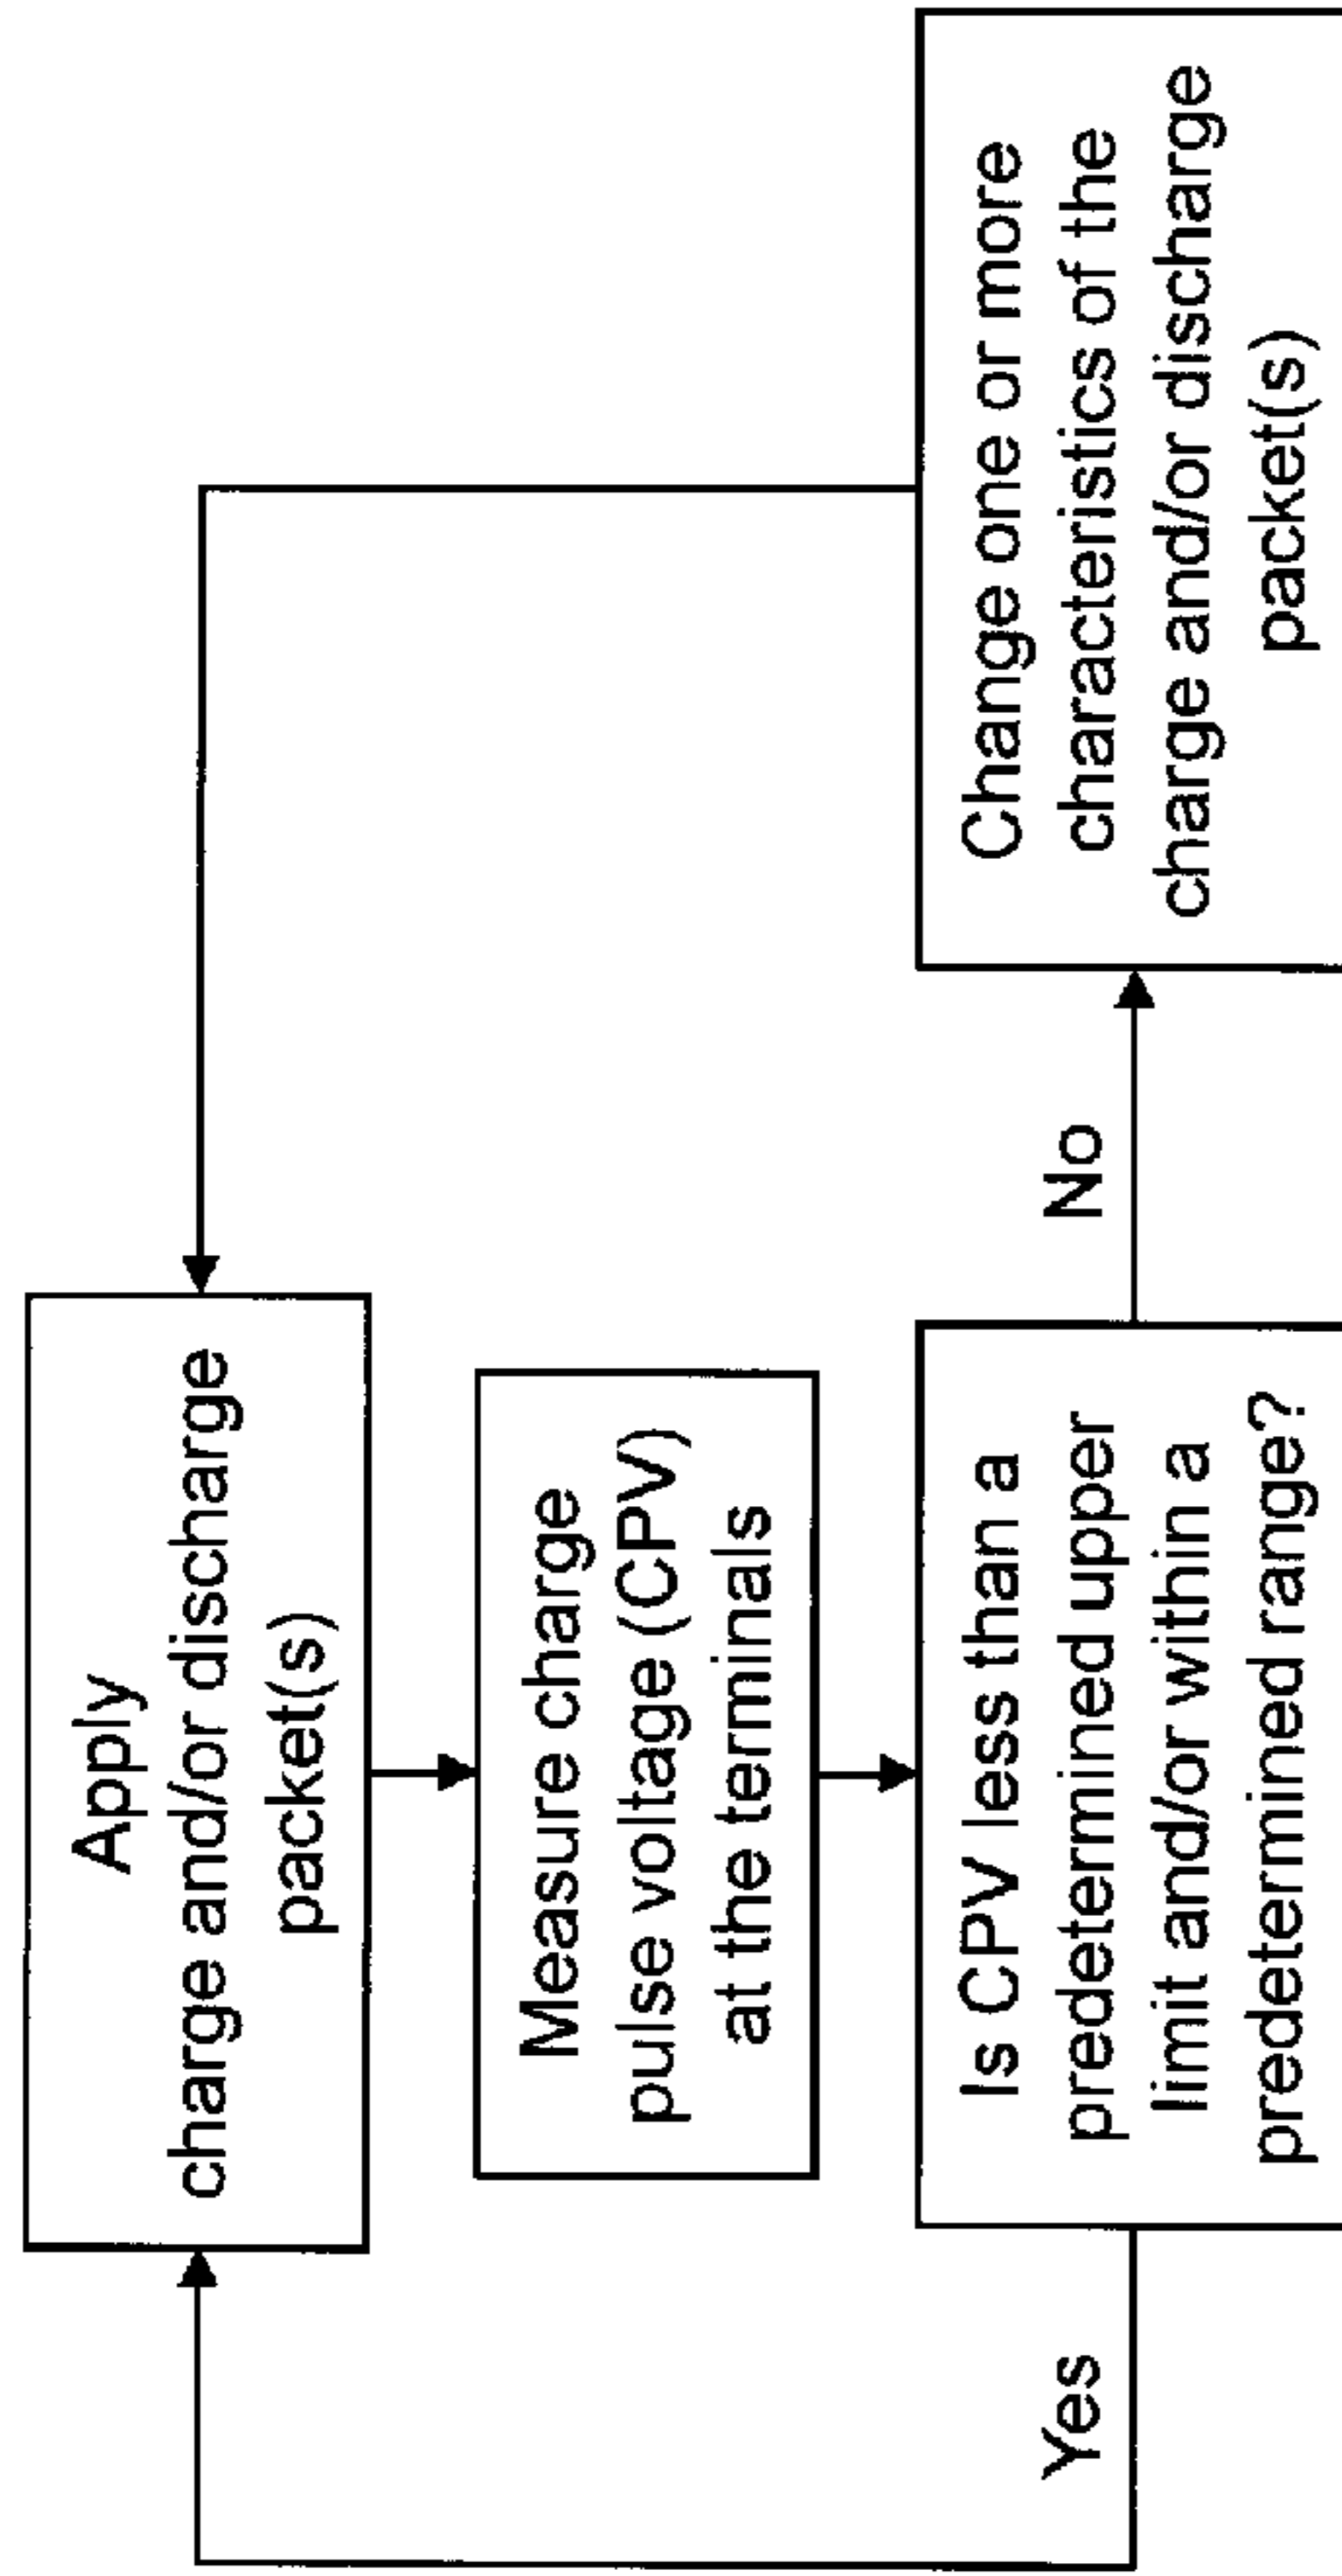 Apply
charge and/or discharge
packet(s)
Measure charge
pulse voltage (CPV)
at the terminals
Is CPV less than a
predetermined upper
limit and/or within a
predetermined range?
Yes
No
Change one or more
characteristics of the
charge and/or discharge
packet(s)